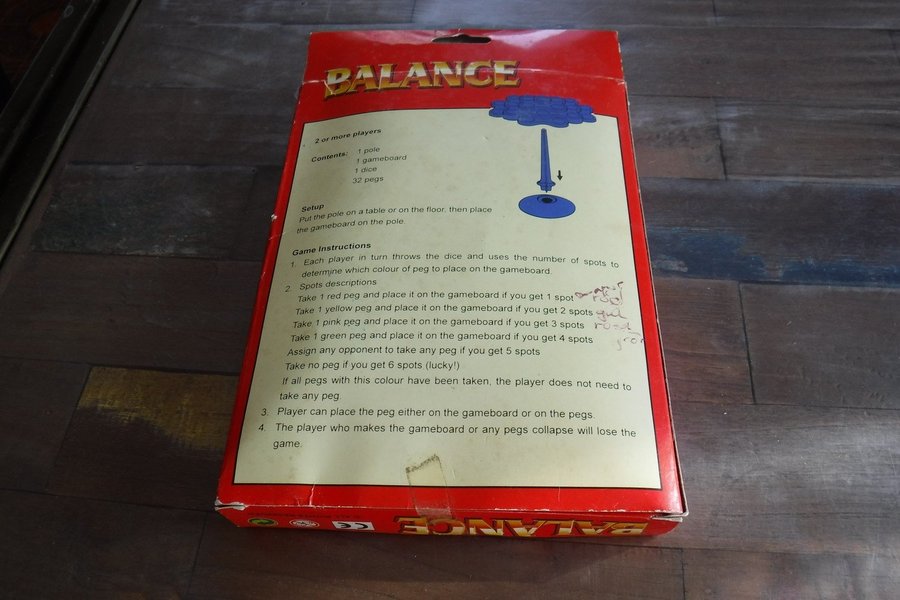 BALANCE
2 or more players
Contents: 1 pole
1 gameboard
1 dice
32 pegs
Setup
Put the pole on a table or on the floor, then place
the gameboard on the pole.
Game Instructions
1. Each player in turn throws the dice and uses the number of spots to
determine which colour of peg to place on the gameboard.
2. Spots descriptions
Take 1 red peg and place it on the gameboard if you get 1 spot
Take 1 yellow peg and place it on the gameboard if you get 2 spots
Take 1 pink peg and place it on the gameboard if you get 3 spots rood
Take 1 green peg and place it on the gameboard if you get 4 spots
Assign any opponent to take any peg if you get 5 spots
Take no peg if you get 6 spots (lucky!)
If all pegs with this colour have been taken, the player does not need to
take any peg.
3. Player can place the peg either on the gameboard or on the pegs.
4. The player who makes the gameboard or any pegs collapse will lose the
game.
CE
BALANCE